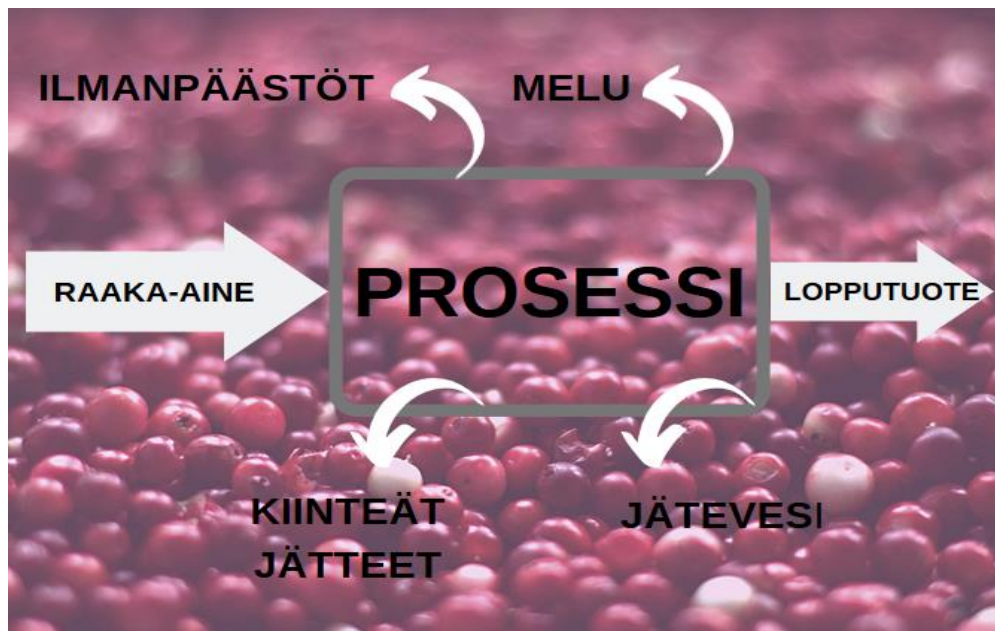 ILMANPÄÄSTÖT
MELU
RAAKA-AINE
PROSESSI
LOPPUTUOTE
KIINTEÄT
JÄTTEET
JÄTEVESI